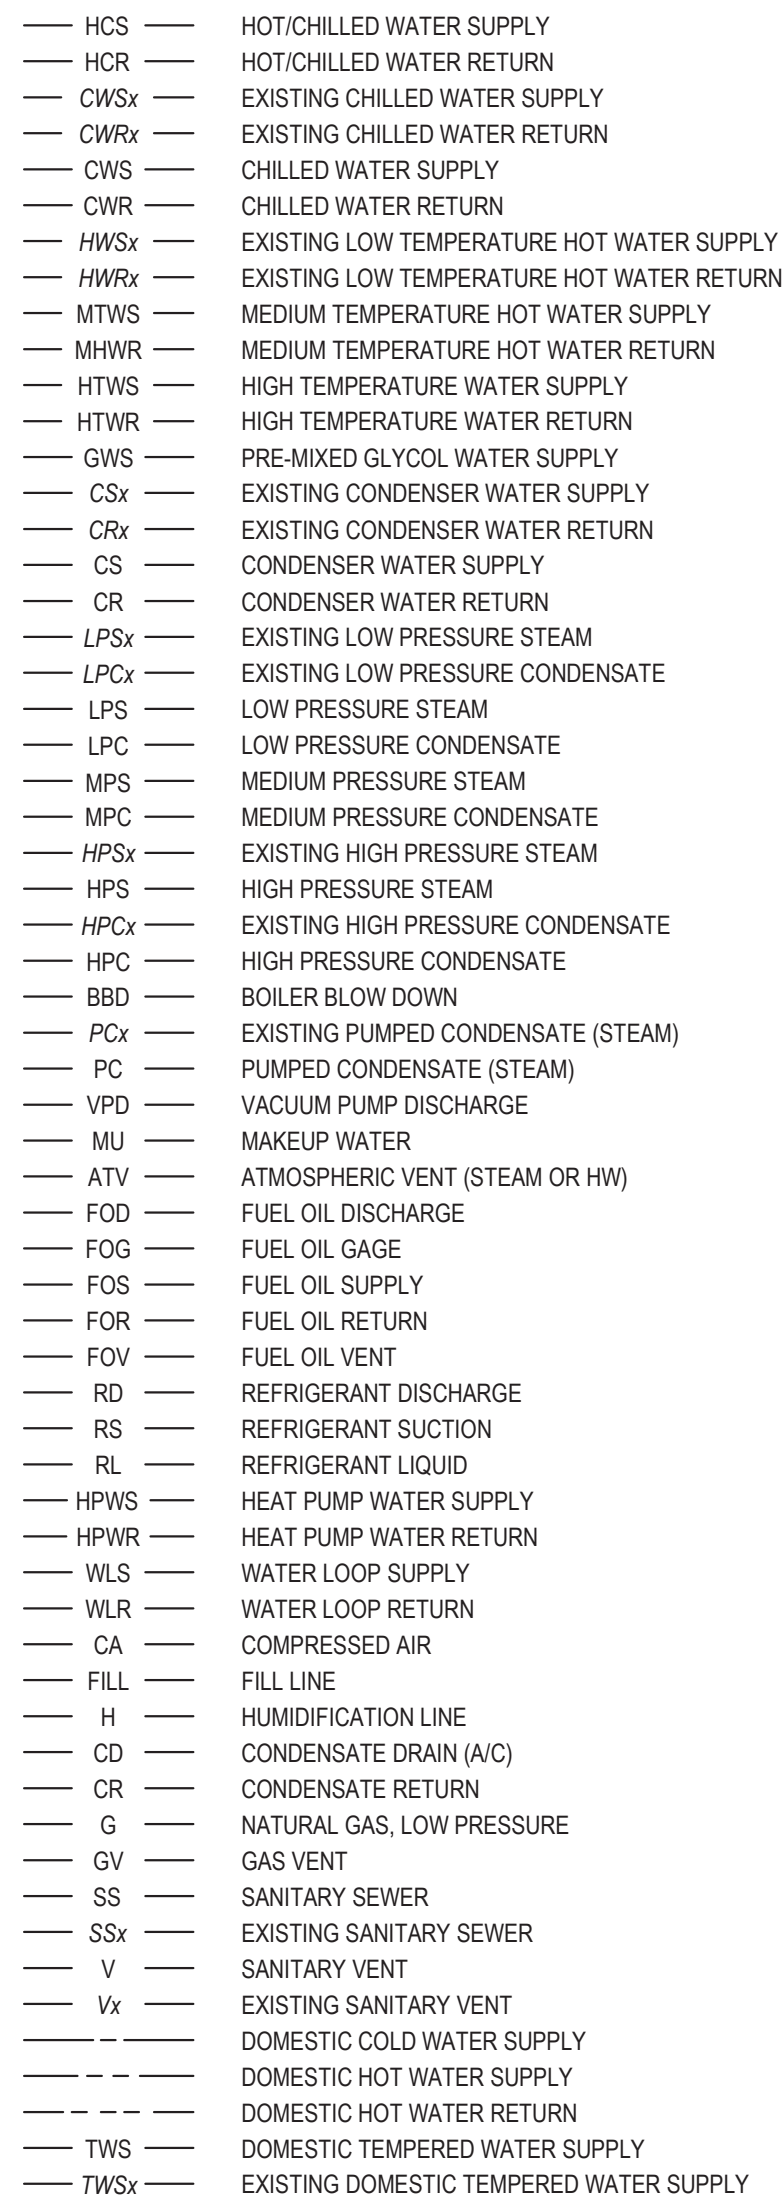 HCS HOT/CHILLED WATER SUPPLY
HCR HOT/CHILLED WATER RETURN
CWSx EXISTING CHILLED WATER SUPPLY
CWRx EXISTING CHILLED WATER RETURN
CWS CHILLED WATER SUPPLY
CWR CHILLED WATER RETURN
HWSx EXISTING LOW TEMPERATURE HOT WATER SUPPLY
HWRx EXISTING LOW TEMPERATURE HOT WATER RETURN
MTWS MEDIUM TEMPERATURE HOT WATER SUPPLY
MHWR MEDIUM TEMPERATURE HOT WATER RETURN
HTWS HIGH TEMPERATURE WATER SUPPLY
HTWR HIGH TEMPERATURE WATER RETURN
GWS PRE-MIXED GLYCOL WATER SUPPLY
CSx EXISTING CONDENSER WATER SUPPLY
CRx EXISTING CONDENSER WATER RETURN
CS CONDENSER WATER SUPPLY
CR CONDENSER WATER RETURN
LPSx EXISTING LOW PRESSURE STEAM
LPCx EXISTING LOW PRESSURE CONDENSATE
LPS LOW PRESSURE STEAM
LPC LOW PRESSURE CONDENSATE
MPS MEDIUM PRESSURE STEAM
MPC MEDIUM PRESSURE CONDENSATE
HPSx EXISTING HIGH PRESSURE STEAM
HPS HIGH PRESSURE STEAM
HPCx EXISTING HIGH PRESSURE CONDENSATE
HPC HIGH PRESSURE CONDENSATE
BBD BOILER BLOW DOWN
PCx EXISTING PUMPED CONDENSATE (STEAM)
PC PUMPED CONDENSATE (STEAM)
VPD VACUUM PUMP DISCHARGE
MU MAKEUP WATER
ATV ATMOSPHERIC VENT (STEAM OR HW)
FOD FUEL OIL DISCHARGE
FOG FUEL OIL GAGE
FOS FUEL OIL SUPPLY
FOR FUEL OIL RETURN
FOV FUEL OIL VENT
RD REFRIGERANT DISCHARGE
RS REFRIGERANT SUCTION
RL REFRIGERANT LIQUID
HPWS HEAT PUMP WATER SUPPLY
HPWR HEAT PUMP WATER RETURN
WLS WATER LOOP SUPPLY
WLR WATER LOOP RETURN
CA COMPRESSED AIR
FILL FILL LINE
H HUMIDIFICATION LINE
CD CONDENSATE DRAIN (A/C)
CR CONDENSATE RETURN
G NATURAL GAS, LOW PRESSURE
GV GAS VENT
SS SANITARY SEWER
SSx EXISTING SANITARY SEWER
V SANITARY VENT
Vx EXISTING SANITARY VENT
DOMESTIC COLD WATER SUPPLY
DOMESTIC HOT WATER SUPPLY
DOMESTIC HOT WATER RETURN
TWS DOMESTIC TEMPERED WATER SUPPLY
TWSx EXISTING DOMESTIC TEMPERED WATER SUPPLY